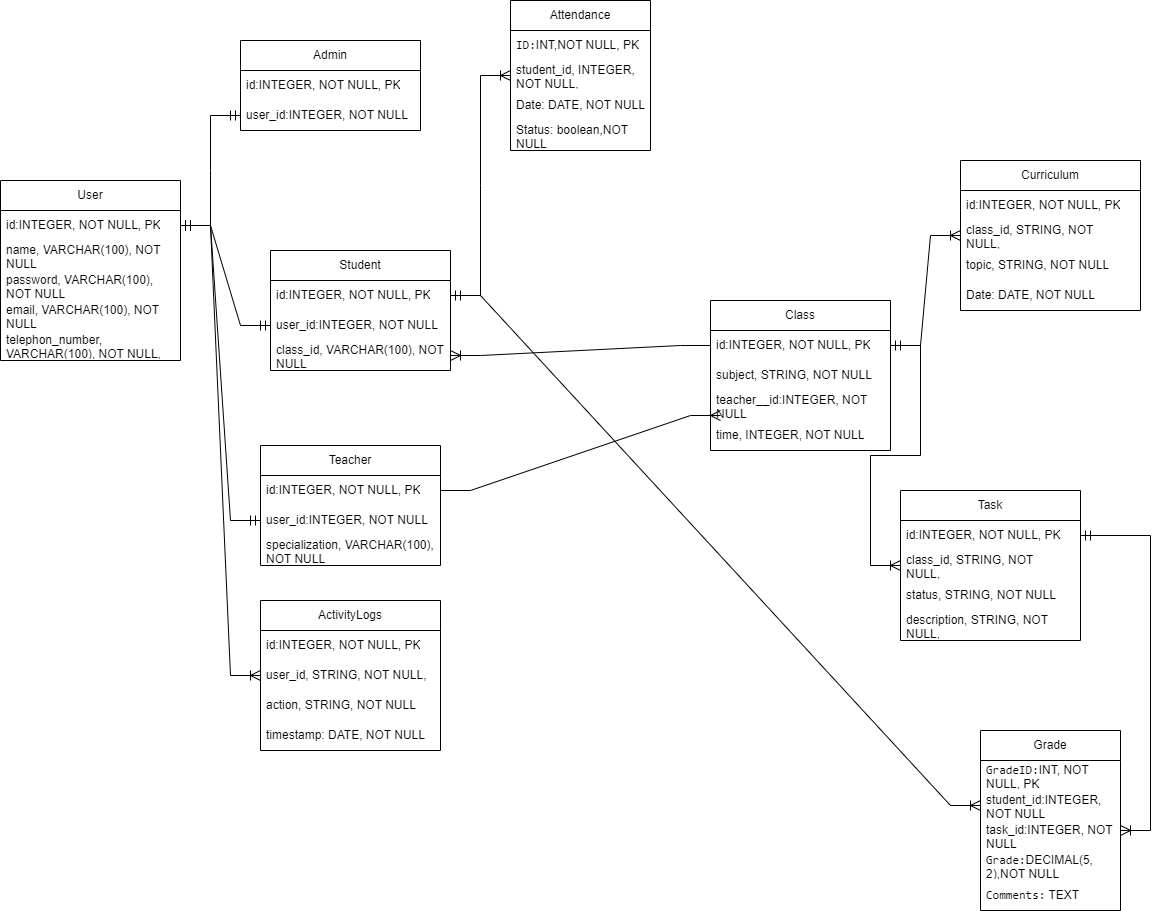 Attendance
ID:INT,NOT NULL, PK
student_id, INTEGER,
NOT NULL,
Date: DATE, NOT NULL
Status: boolean,NOT
NULL
Admin
id:INTEGER, NOT NULL, PK
user_id:INTEGER, NOT NULL
User
id:INTEGER, NOT NULL, PK
name, VARCHAR(100), NOT
NULL
password, VARCHAR(100),
NOT NULL
email, VARCHAR(100), NOT
NULL
telephon_number,
VARCHAR(100), NOT NULL,
Student
id:INTEGER, NOT NULL, PK
user_id:INTEGER, NOT NULL
class_id, VARCHAR(100), NOT
NULL
Curriculum
id:INTEGER, NOT NULL, PK
class_id, STRING, NOT
NULL,
topic, STRING, NOT NULL
Date: DATE, NOT NULL
Class
id:INTEGER, NOT NULL, PK
subject, STRING, NOT NULL
teacher__id:INTEGER, NOT
NULL
time, INTEGER, NOT NULL
Teacher
id:INTEGER, NOT NULL, PK
user_id:INTEGER, NOT NULL
specialization, VARCHAR(100),
NOT NULL
Task
id:INTEGER, NOT NULL, PK
class_id, STRING, NOT
NULL,
status, STRING, NOT NULL
description, STRING, NOT
NULL,
ActivityLogs
id:INTEGER, NOT NULL, PK
user_id, STRING, NOT NULL,
action, STRING, NOT NULL
timestamp: DATE, NOT NULL
Grade
GradeID:INT, NOT
NULL, PK
student_id:INTEGER,
NOT NULL
task_id:INTEGER, NOT
NULL
Grade:DECIMAL(5,
2),NOT NULL
Comments: TEXT